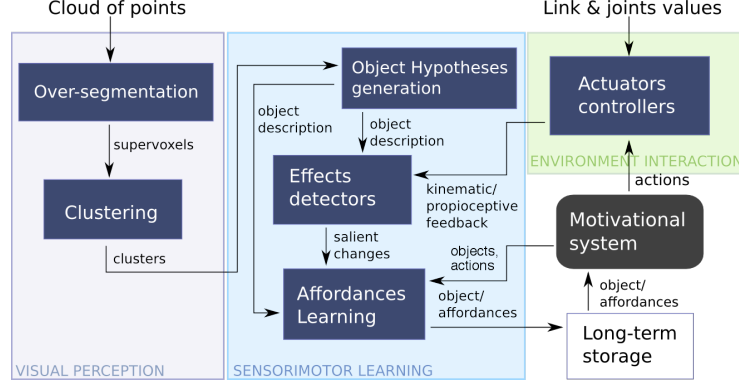 Cloud of points
Link & joints values
Over-segmentation
supervoxels
Clustering
clusters
VISUAL PERCEPTION
Object Hypotheses
generation
object
description
object
description
Effects
detectors
kinematic/
propioceptive
feedback
salient
changes
objects,
actions
Affordances
Learning
object/
affordances
SENSORIMOTOR LEARNING
Actuators
controllers
ENVIRONMENT INTERACTION
actions
Motivational
system
object/
affordances
Long-term
storage